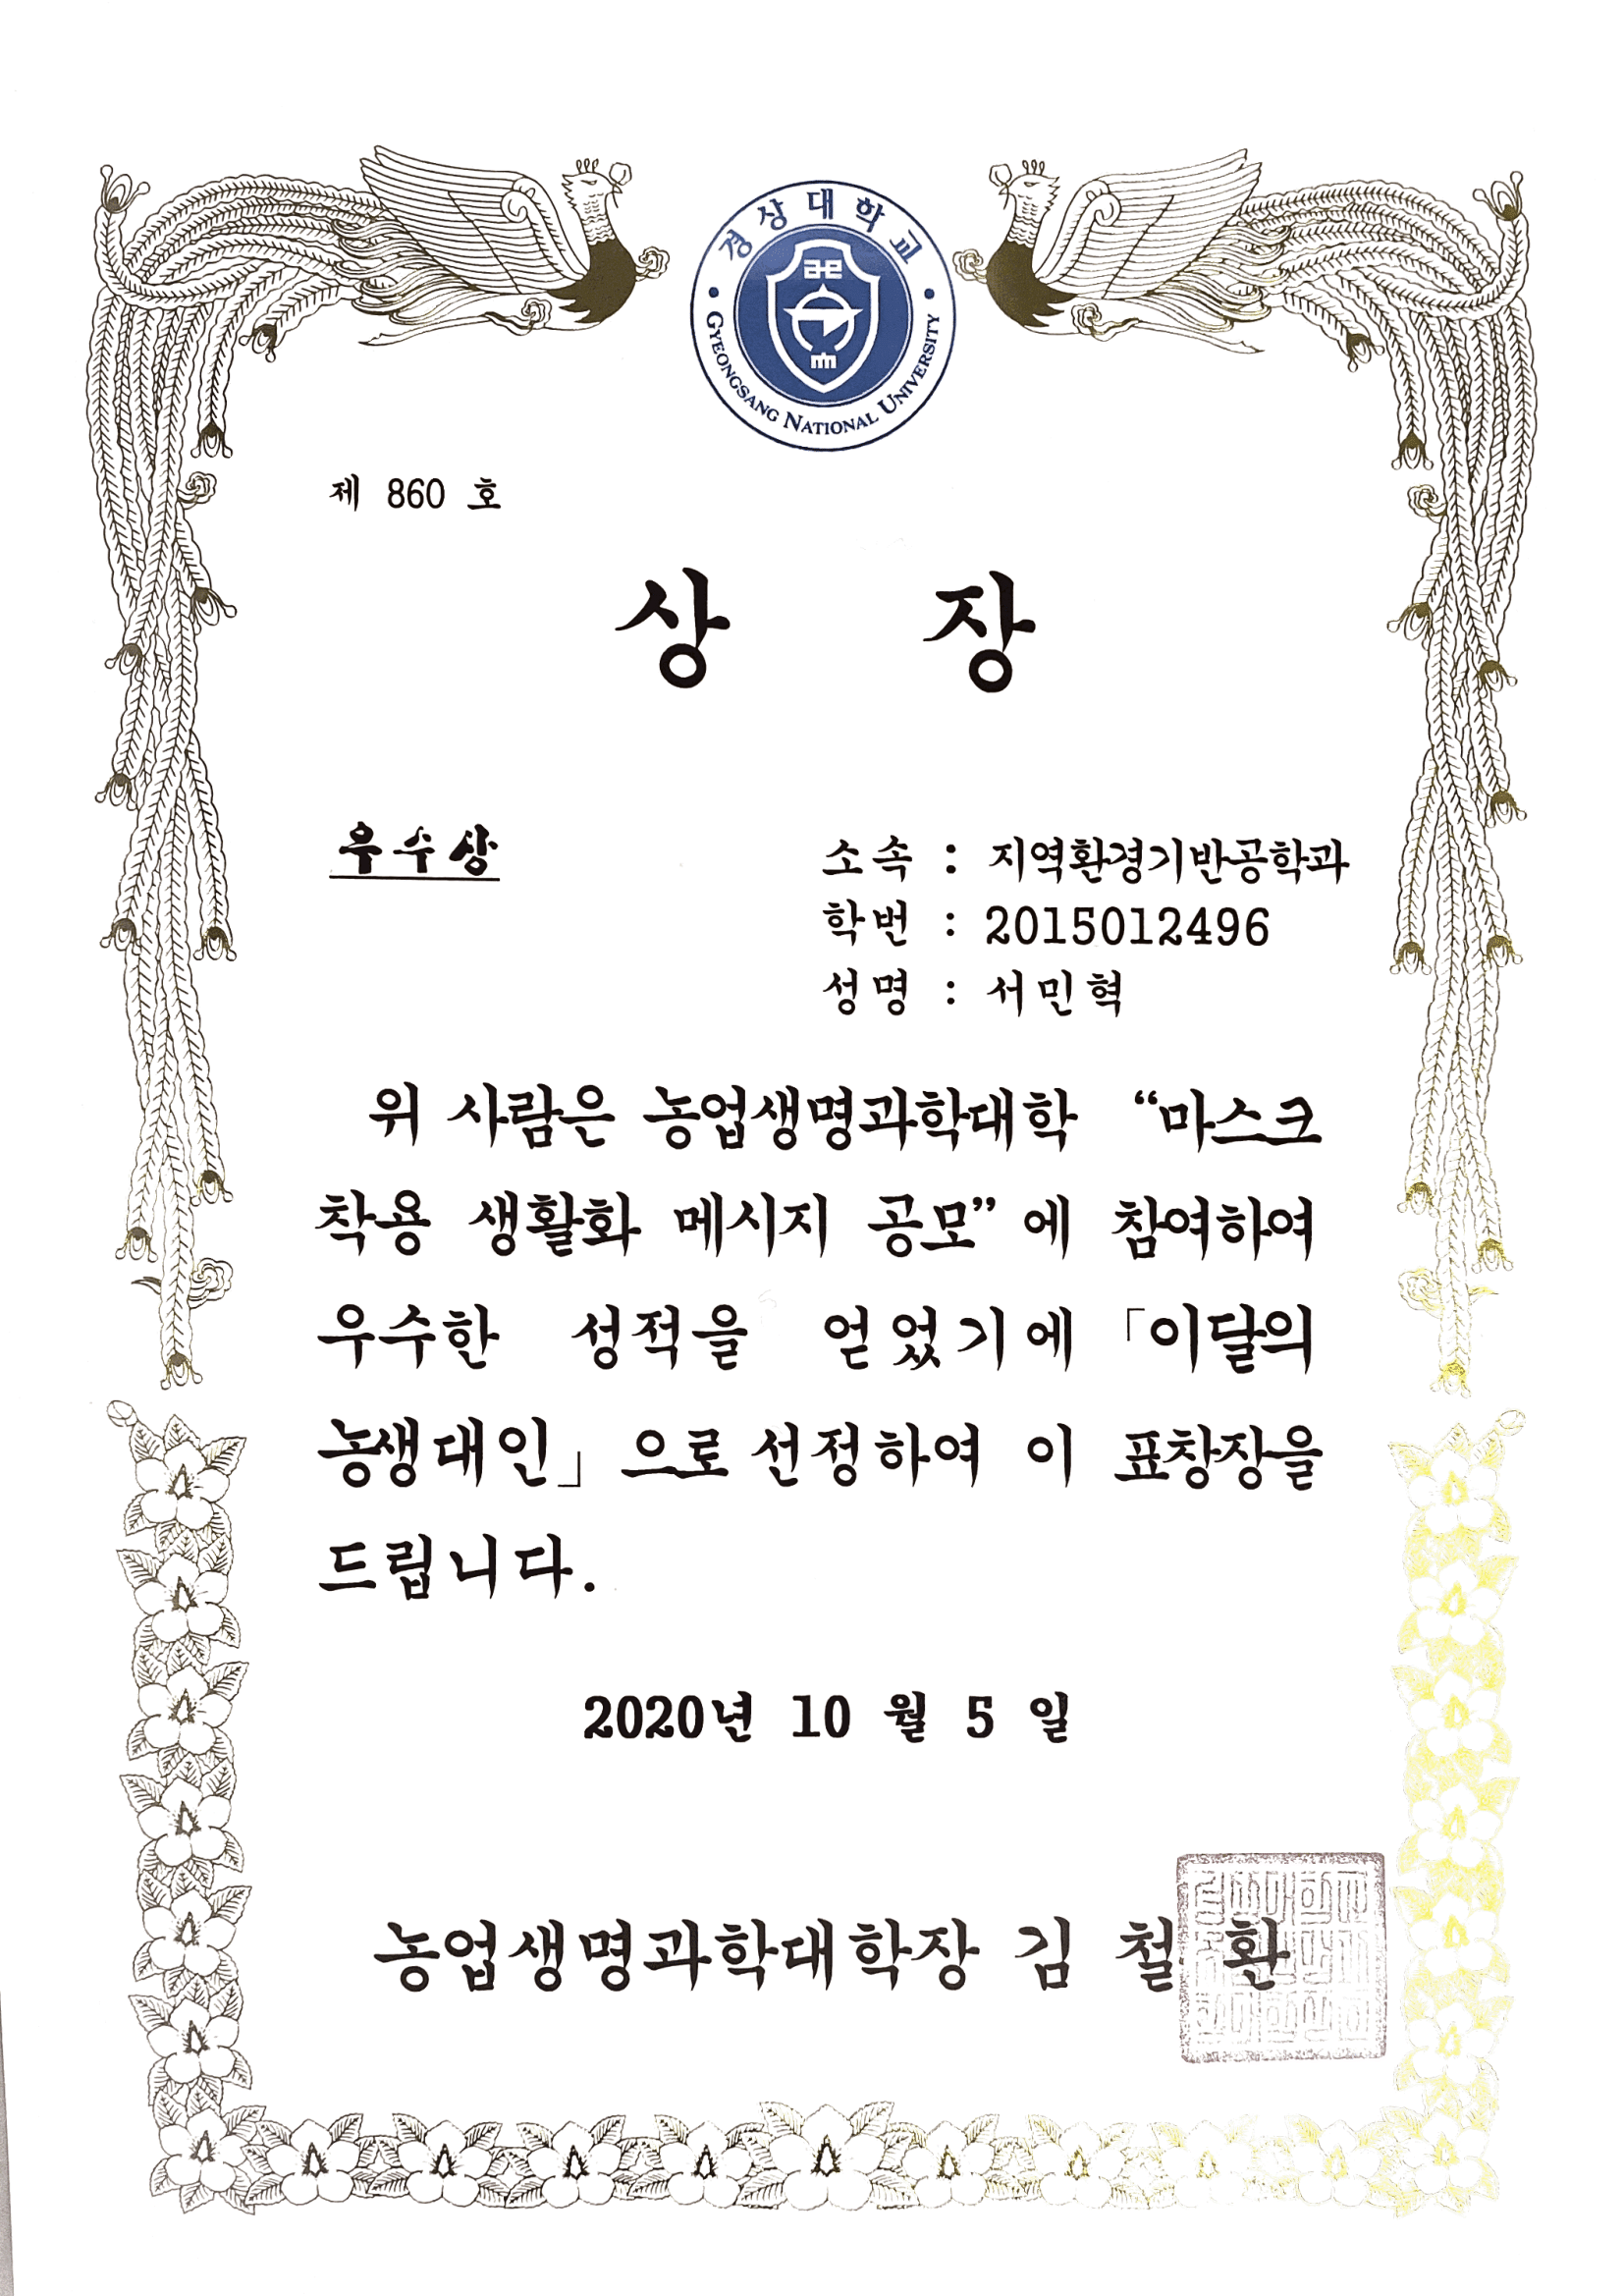 경상대학교
GYEONGSANG NATIONAL UNIVERSITY
제 860 호
상 장
우수상
소속 : 지역환경기반공학과
학번 : 2015012496
성명 : 서민혁
위 사람은 농업생명과학대학 “마스크
착용 생활화 메시지 공모” 에 참여하여
우수한 성적을 얻었기에 「이달의
농생대인」으로 선정하여 이 표창장을
드립니다.
2020년 10 월 5 일
농업생명과학대학장 김 철 환